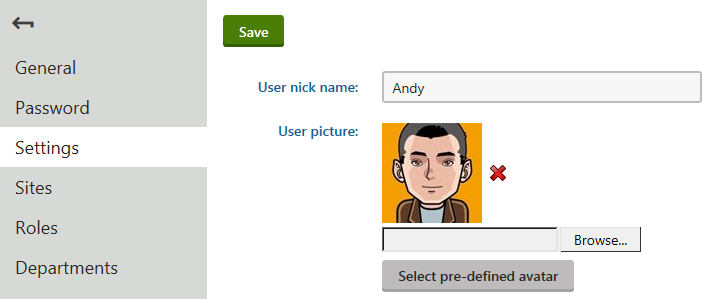 Save
General
Password
Settings
Sites
Roles
Departments
User nick name:
Andy
User picture:
Browse...
Select pre-defined avatar